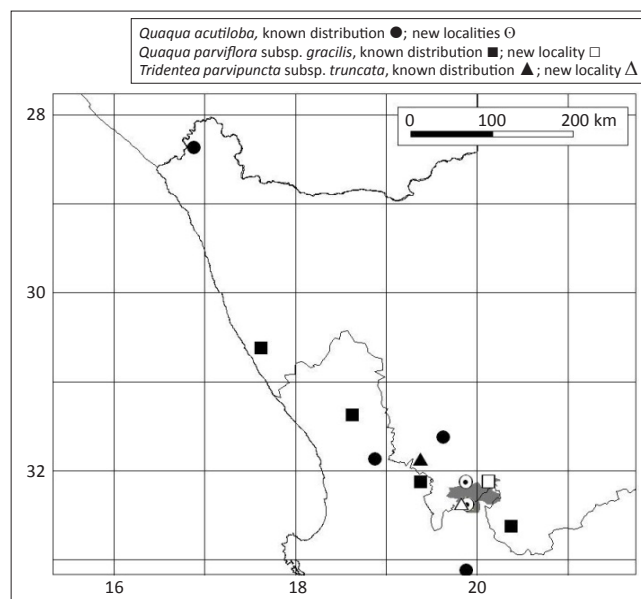 Quaqua acutiloba, known distribution ●; new localities ʘ
Quaqua parviflora subsp. gracilis, known distribution ■; new locality □
Tridentea parvipuncta subsp. truncata, known distribution ▲; new locality Δ
28
0 100 200 km
30
32
16 18 20